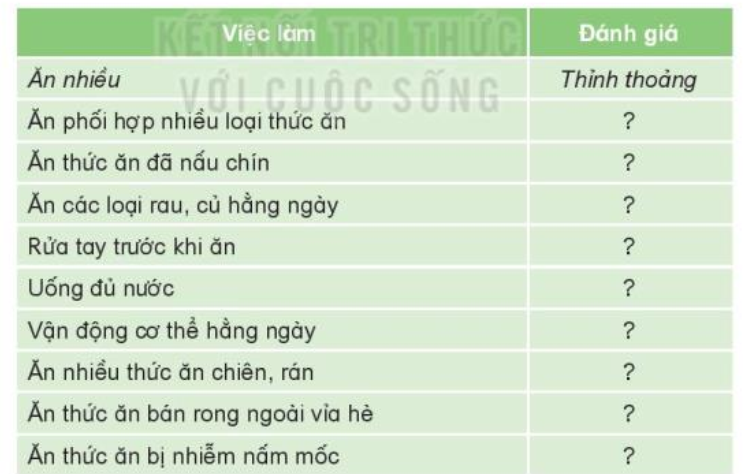 KẾT NỐI TRI THỨC
VỚI CUỘC SỐNG
Việc làm Đánh giá
Ăn nhiều Thỉnh thoảng
Ăn phối hợp nhiều loại thức ăn ?
Ăn thức ăn đã nấu chín ?
Ăn các loại rau, củ hằng ngày ?
Rửa tay trước khi ăn ?
Uống đủ nước ?
Vận động cơ thể hằng ngày ?
Ăn nhiều thức ăn chiên, rán ?
Ăn thức ăn bán rong ngoài vỉa hè ?
Ăn thức ăn bị nhiễm nấm mốc ?